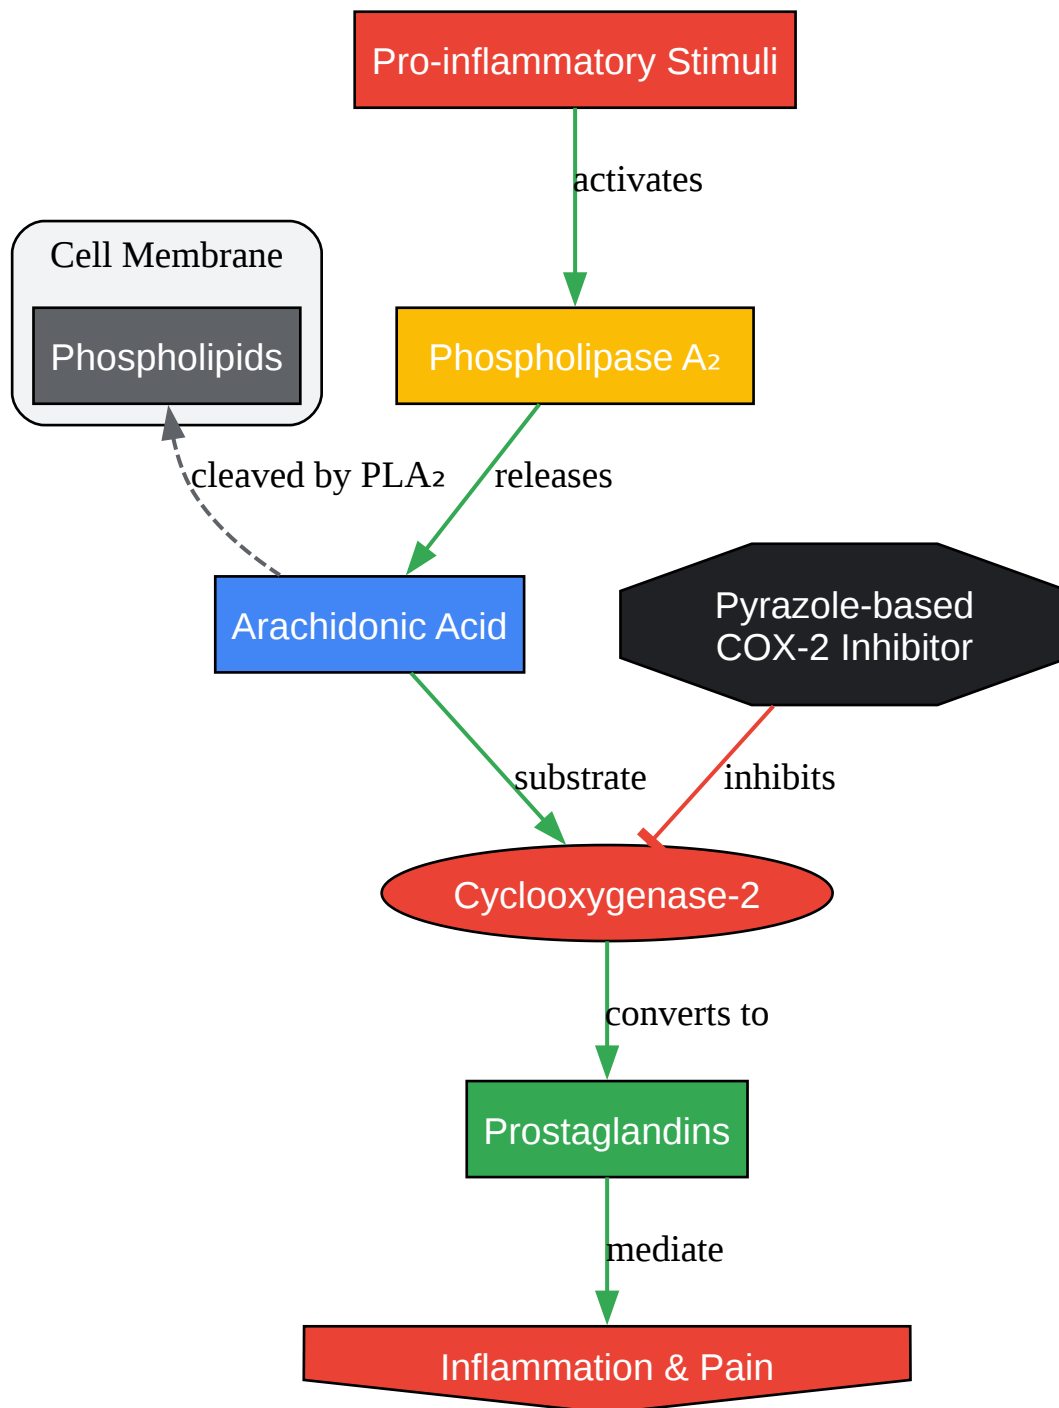 Pro-inflammatory Stimuli
activates
Cell Membrane
Phospholipids
Phospholipase A₂
cleaved by PLA₂
releases
Arachidonic Acid
Pyrazole-based
COX-2 Inhibitor
substrate
inhibits
Cyclooxygenase-2
converts to
Prostaglandins
mediate
Inflammation & Pain